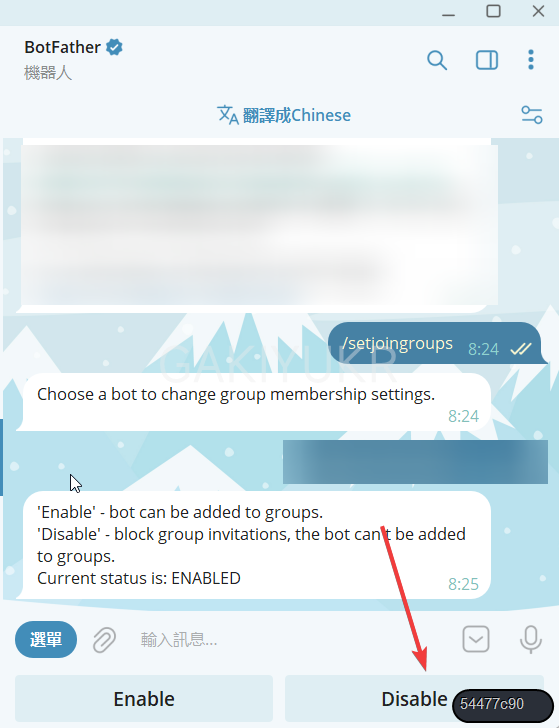 BotFather
機器人
翻譯成Chinese
/setjoingroups 8:24
GAKIYUKR
Choose a bot to change group membership settings.
8:24
'Enable' - bot can be added to groups.
'Disable' - block group invitations, the bot can't be added
to groups.
Current status is: ENABLED
8:25
選單 輸入訊息...
Enable Disable
54477c90